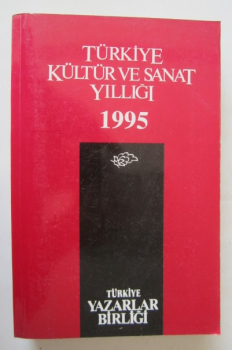 TÜRKİYE
KÜLTÜR VE SANAT
YILLIĞI
1995
TÜRKİYE
YAZARLAR
BİRLİĞİ